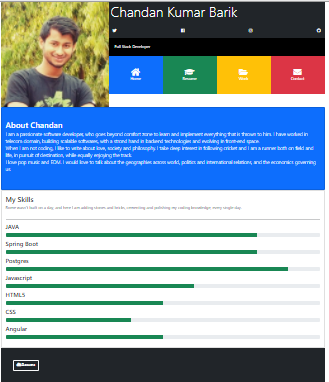 Chandan Kumar Barik
Full Stack Developer
Home
Resume
Work
Contact
About Chandan
I am a passionate software developer, who goes beyond comfort zone to learn and implement everything that is thrown to him. I have worked in
telecom domain, building scalable softwares, with a strong hand in backend technologies and evolving in front-end space.
When I am not coding, I like to write about love, society and philosophy. I take deep interest in following cricket and I am a runner both on field and
life, in pursuit of destination, while equally enjoying the track.
I love pop music and EDM. I would love to talk about the geographies across world, politics and international relations, and the economics governing
us.
My Skills
Rome wasn't built on a day, and here I am adding stones and bricks, cementing and polishing my coding knowledge, every single day.
JAVA
Spring Boot
Postgres
Javascript
HTML5
CSS
Angular